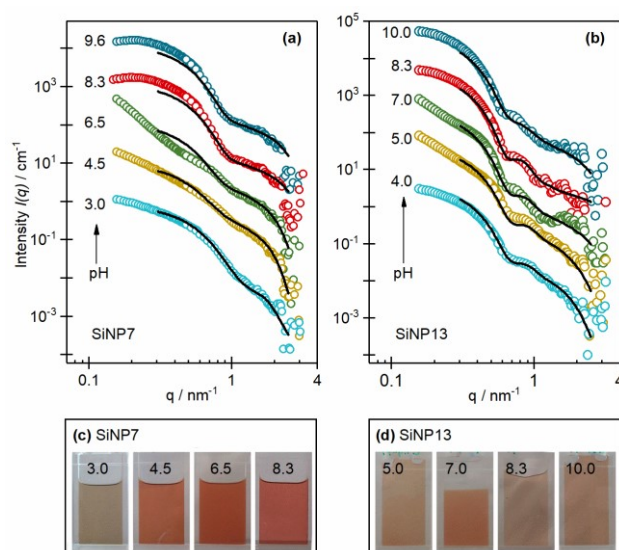 (a)
9.6
8.3
6.5
4.5
3.0
pH
SiNP7
10³
10¹
10⁻¹
10⁻³
Intensity I(q) / cm⁻¹
0.1 1 4
q / nm⁻¹
(b)
10⁵
10³
10¹
10⁻¹
10⁻³
10.0
8.3
7.0
5.0
4.0
pH
SiNP13
0.1 1 4
q / nm⁻¹
(c) SiNP7
3.0 4.5 6.5 8.3
(d) SiNP13
5.0 7.0 8.3 10.0